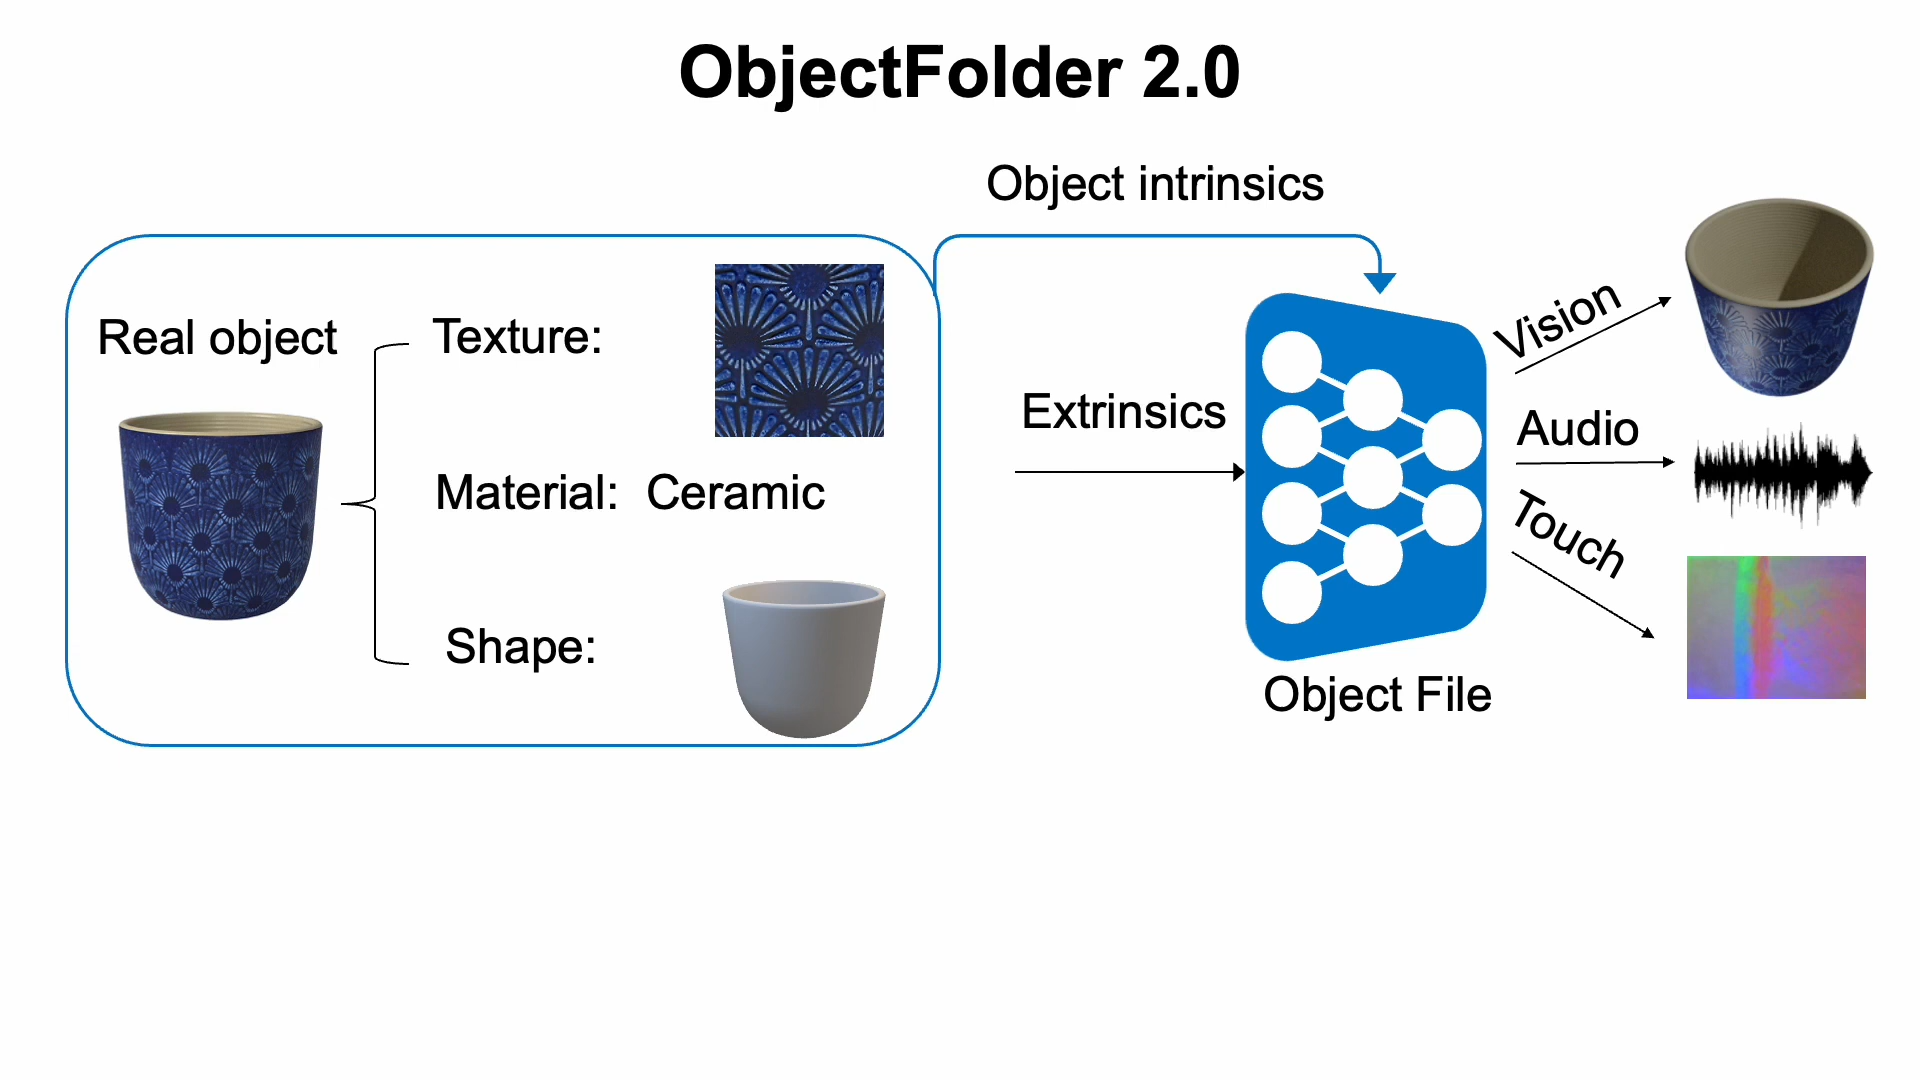 ObjectFolder 2.0
Object intrinsics
Real object
Texture:
Material: Ceramic
Shape:
Extrinsics
Object File
Vision
Audio
Touch